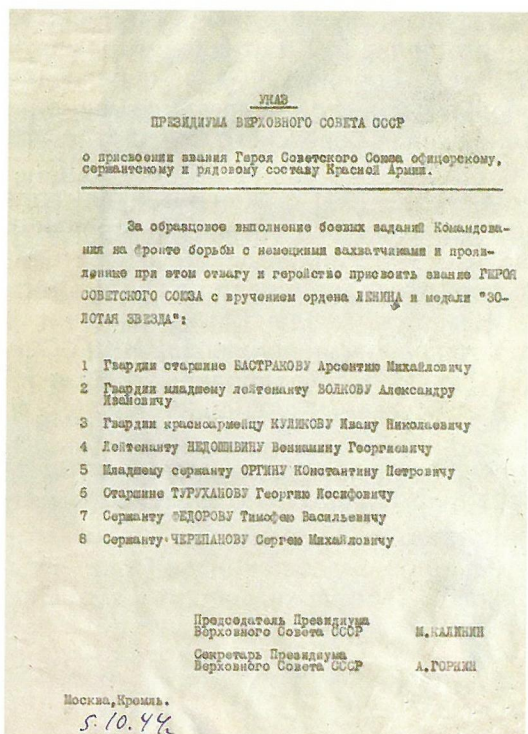 УКАЗ
ПРЕЗИДИУМА ВЕРХОВНОГО СОВЕТА СССР
о присвоении звания Героя Советского Союза офицерскому,
сержантскому и рядовому составу Красной Армии.
За образцовое выполнение боевых заданий Командова-
ния на фронте борьбы с немецкими захватчиками и прояв-
ленные при этом отвагу и геройство присвоить звание ГЕРОЯ
СОВЕТСКОГО СОЮЗА с вручением ордена ЛЕНИНА и медали "ЗО-
ЛОТАЯ ЗВЕЗДА":
1 Гвардии старшине БАСТРАКОВУ Арсентию Михайловичу
2 Гвардии младшему лейтенанту ВОЛКОВУ Александру
Ивановичу
3 Гвардии красноармейцу КУЛИКОВУ Ивану Николаевичу
4 Лейтенанту НЕДОШИВИНУ Вениамину Георгиевичу
5 Младшему сержанту ОРГИНУ КОнстантину Петровичу
6 Старшине ТУРУХАНОВУ Георгию Иосифовичу
7 Сержанту ФЕДОРОВУ Тимофею Васильевичу
8 Сержанту ЧЕРЕПАНОВУ Сергею Михайловичу
Председатель Президиума
Верховного Совета СССР М.КАЛИНИН
Секретарь Президиума
Верховного Совета СССР А.ГОРКИН
Москва,Кремль.
5.10.44г